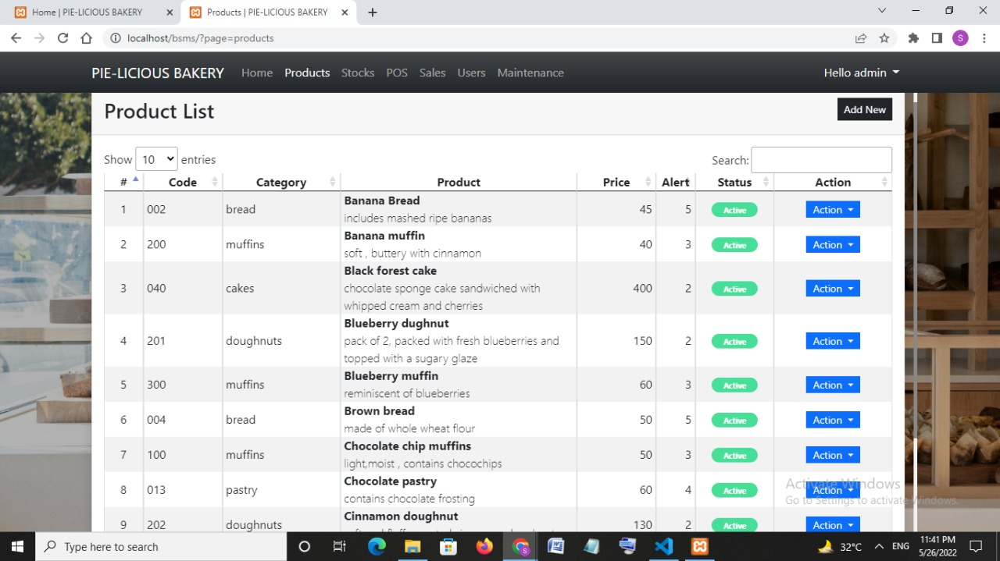 Home | PIE-LICIOUS BAKERY
Products | PIE-LICIOUS BAKERY
localhost/bsms/?page=products
S
PIE-LICIOUS BAKERY Home Products Stocks POS Sales Users Maintenance Hello admin
Product List Add New
Show 10 entries Search:
# Code Category Product Price Alert Status Action
1 002 bread Banana Bread 45 5 Active Action
includes mashed ripe bananas
2 200 muffins Banana muffin 40 3 Active Action
soft , buttery with cinnamon
3 040 cakes Black forest cake 400 2 Active Action
chocolate sponge cake sandwiched with
whipped cream and cherries
4 201 doughnuts Blueberry dughnut 150 2 Active Action
pack of 2, packed with fresh blueberries and
topped with a sugary glaze
5 300 muffins Blueberry muffin 60 3 Active Action
reminiscent of blueberries
6 004 bread Brown bread 50 5 Active Action
made of whole wheat flour
7 100 muffins Chocolate chip muffins 50 3 Active Action
light,moist , contains chocochips
8 013 pastry Chocolate pastry 60 4 Active Action
contains chocolate frosting
9 202 doughnuts Cinnamon doughnut 130 2 Active Action
Activate Windows
Go to Settings to activate Windows.
Type here to search
32°C ENG 11:41 PM
5/26/2022